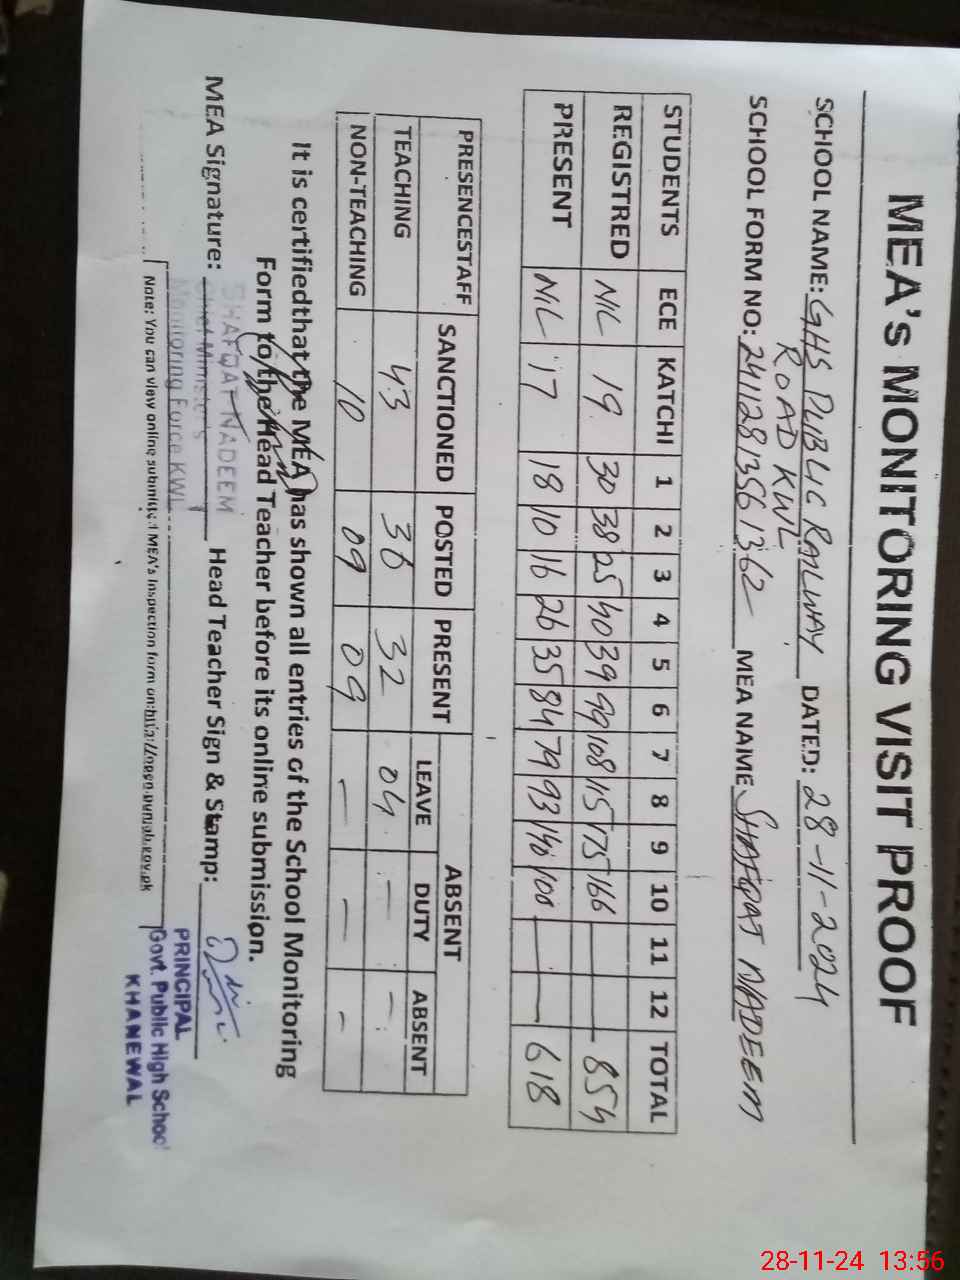 MEA's MONITORING VISIT PROOF
SCHOOL NAME: GHS PUBLIC RAILWAY DATED: 28-11-2024
ROAD KWL
SCHOOL FORM NO: 24112813561362 MEA NAME SHAFQAT NADEEM
STUDENTS ECE KATCHI 1 2 3 4 5 6 7 8 9 10 11 12 TOTAL
REGISTRED NIL 19 30 38 25 40 39 99 108 115 175 166 — — 854
PRESENT NIL 17 18 10 16 26 35 84 79 93 140 100 — — 618
PRESENCESTAFF SANCTIONED POSTED PRESENT ABSENT
LEAVE DUTY ABSENT
TEACHING 43 36 32 04 — —
NON-TEACHING 10 09 09 — — —
It is certifiedthat the MEA has shown all entries of the School Monitoring
Form to the Head Teacher before its online submission.
SHAFQAT NADEEM
MEA Signature: Chief Minister's Head Teacher Sign & Stamp:
Monitoring Force KWL
PRINCIPAL
Govt. Public High School
KHANEWAL
Note: You can view online submitted MEA's Inspection form on:
28-11-24 13:56